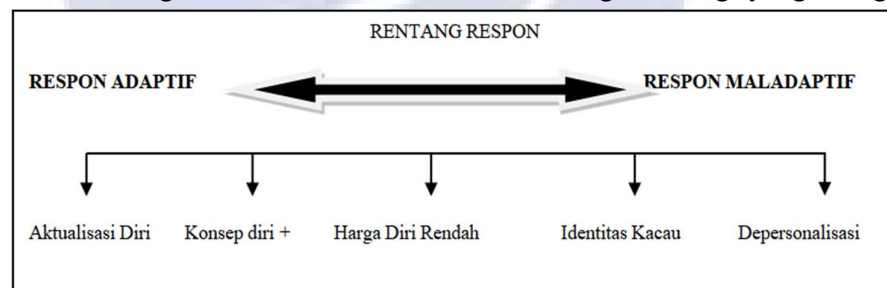 RENTANG RESPON
RESPON ADAPTIF RESPON MALADAPTIF
Aktualisasi Diri Konsep diri + Harga Diri Rendah Identitas Kacau Depersonalisasi